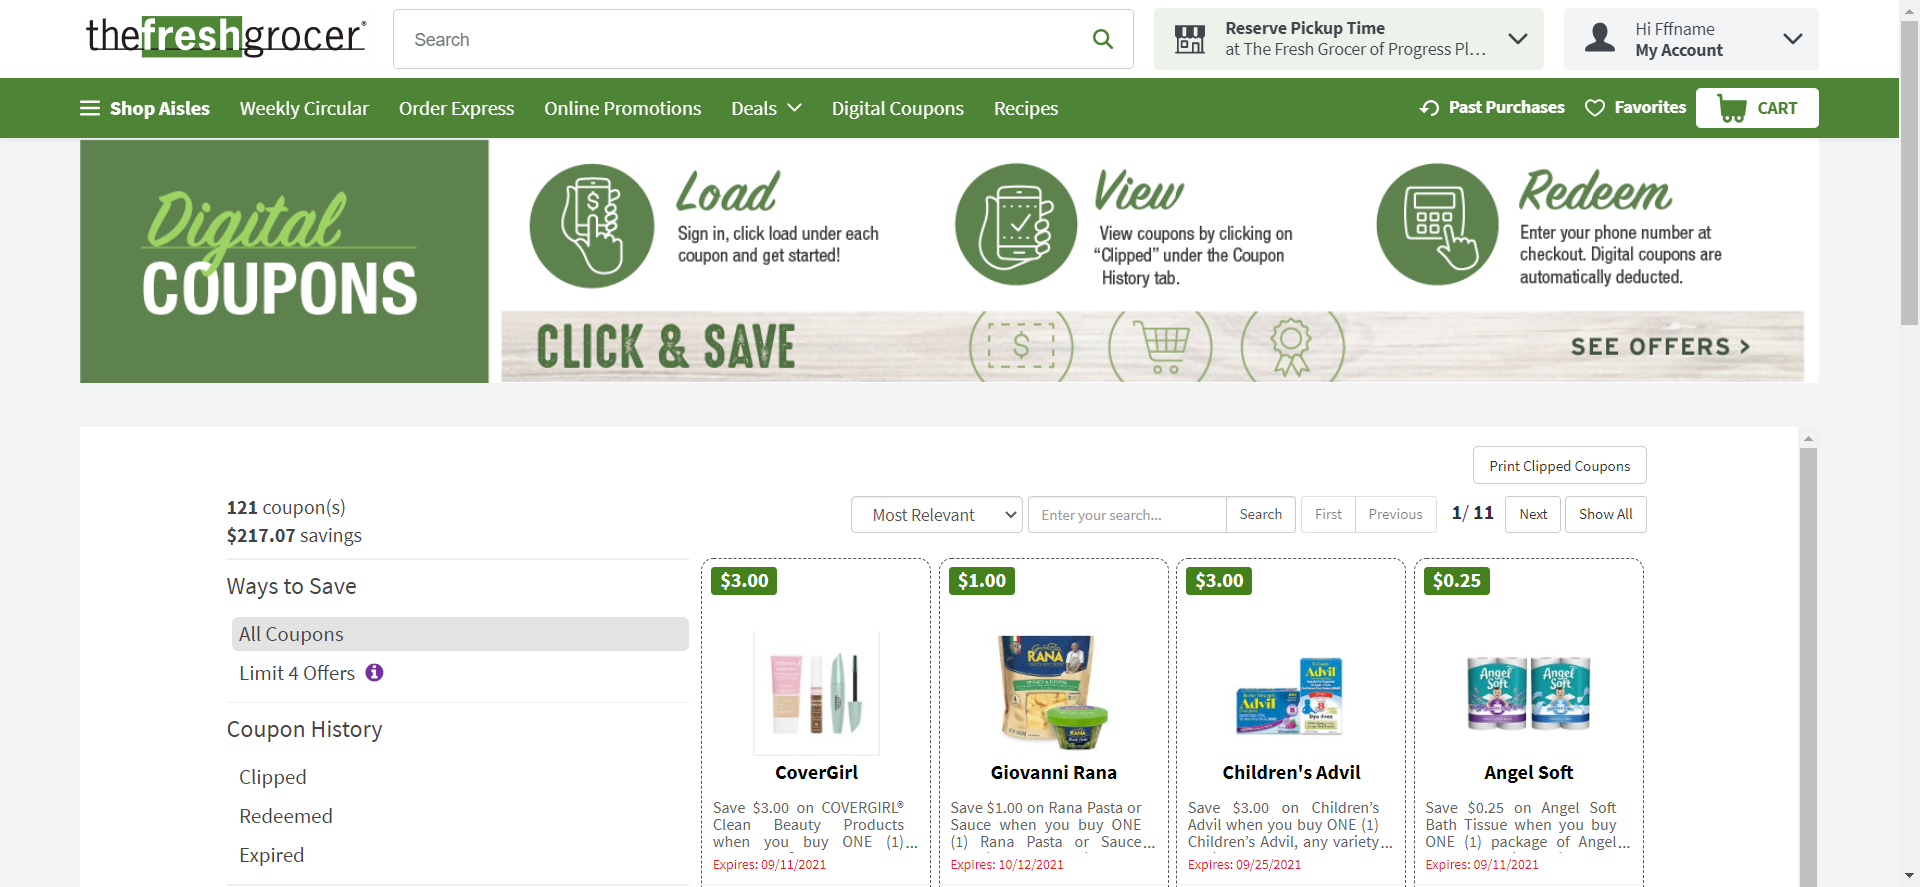 thefreshgrocer®
Search
Reserve Pickup Time
at The Fresh Grocer of Progress Pl...
Hi Fffname
My Account
Shop Aisles
Weekly Circular
Order Express
Online Promotions
Deals
Digital Coupons
Recipes
Past Purchases
Favorites
CART
Digital
COUPONS
Load
Sign in, click load under each
coupon and get started!
View
View coupons by clicking on
“Clipped” under the Coupon
History tab.
Redeem
Enter your phone number at
checkout. Digital coupons are
automatically deducted.
CLICK & SAVE
SEE OFFERS >
Print Clipped Coupons
121 coupon(s)
$217.07 savings
Most Relevant
Enter your search...
Search
First
Previous
1/ 11
Next
Show All
Ways to Save
All Coupons
Limit 4 Offers
Coupon History
Clipped
Redeemed
Expired
$3.00
CoverGirl
Save $3.00 on COVERGIRL®
Clean Beauty Products
when you buy ONE (1)...
Expires: 09/11/2021
$1.00
RANA
RANA
Giovanni Rana
Save $1.00 on Rana Pasta or
Sauce when you buy ONE
(1) Rana Pasta or Sauce...
Expires: 10/12/2021
$3.00
Advil
Advil
Dye-Free
Children's Advil
Save $3.00 on Children’s
Advil when you buy ONE (1)
Children’s Advil, any variety...
Expires: 09/25/2021
$0.25
Angel Soft
Angel Soft
Angel Soft
Save $0.25 on Angel Soft
Bath Tissue when you buy
ONE (1) package of Angel...
Expires: 09/11/2021